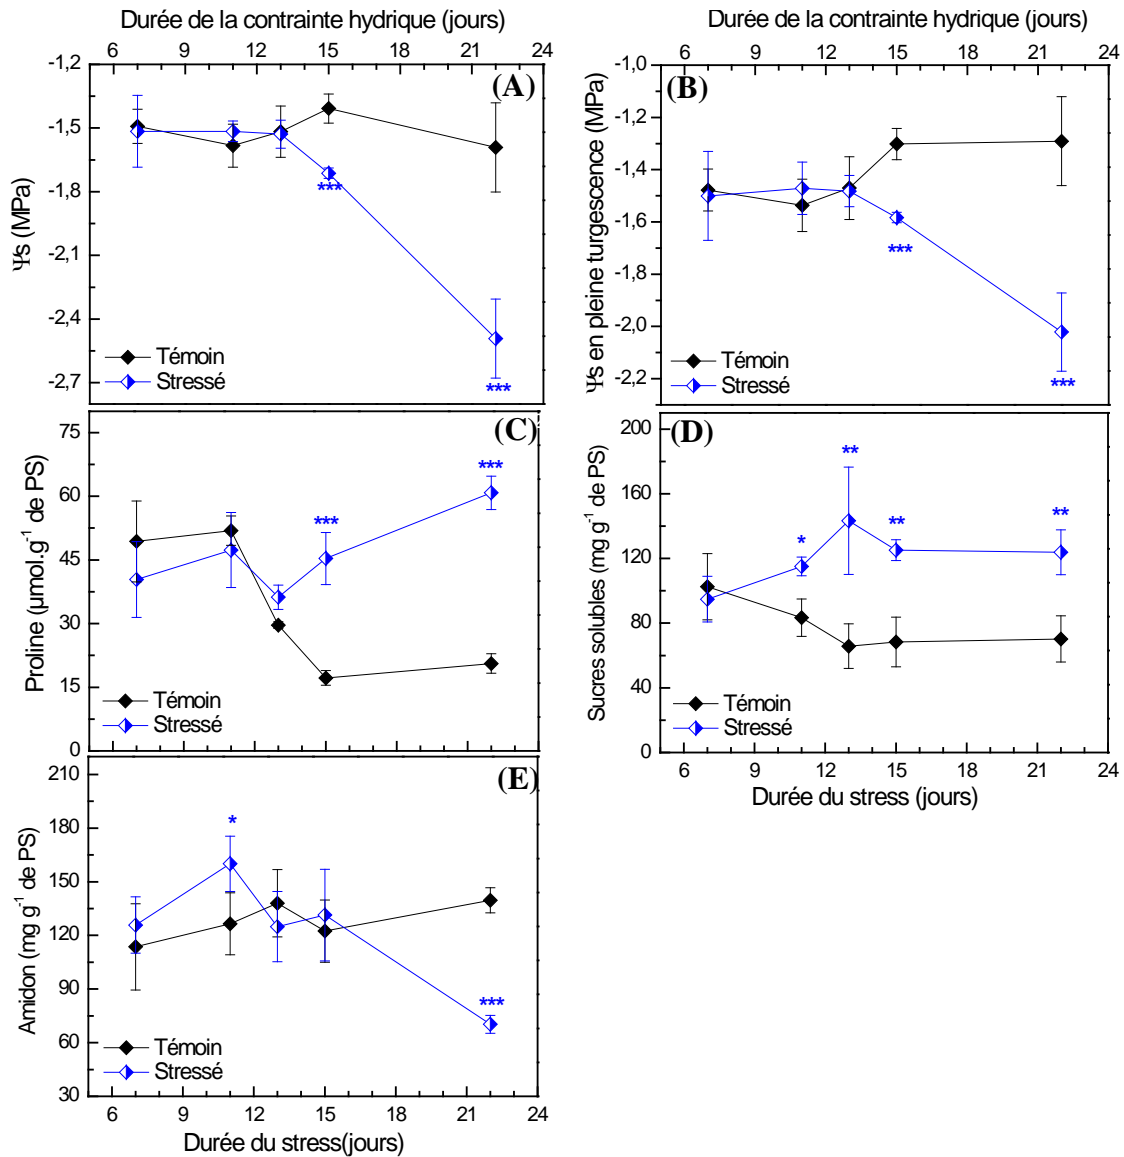 Durée de la contrainte hydrique (jours)
6 9 12 15 18 21 24
(A)
-1,2
-1,5
-1,8
-2,1
-2,4
-2,7
Ψs (MPa)
***
***
Témoin
Stressé
Durée de la contrainte hydrique (jours)
6 9 12 15 18 21 24
(B)
-1,0
-1,2
-1,4
-1,6
-1,8
-2,0
-2,2
Ψs en pleine turgescence (MPa)
***
***
Témoin
Stressé
(C)
75
60
45
30
15
0
Proline (µmol.g⁻¹ de PS)
***
***
Témoin
Stressé
(D)
200
160
120
80
40
0
Sucres solubles (mg g⁻¹ de PS)
*
**
**
**
Témoin
Stressé
6 9 12 15 18 21 24
Durée du stress (jours)
(E)
210
180
150
120
90
60
30
Amidon (mg g⁻¹ de PS)
*
***
Témoin
Stressé
6 9 12 15 18 21 24
Durée du stress(jours)